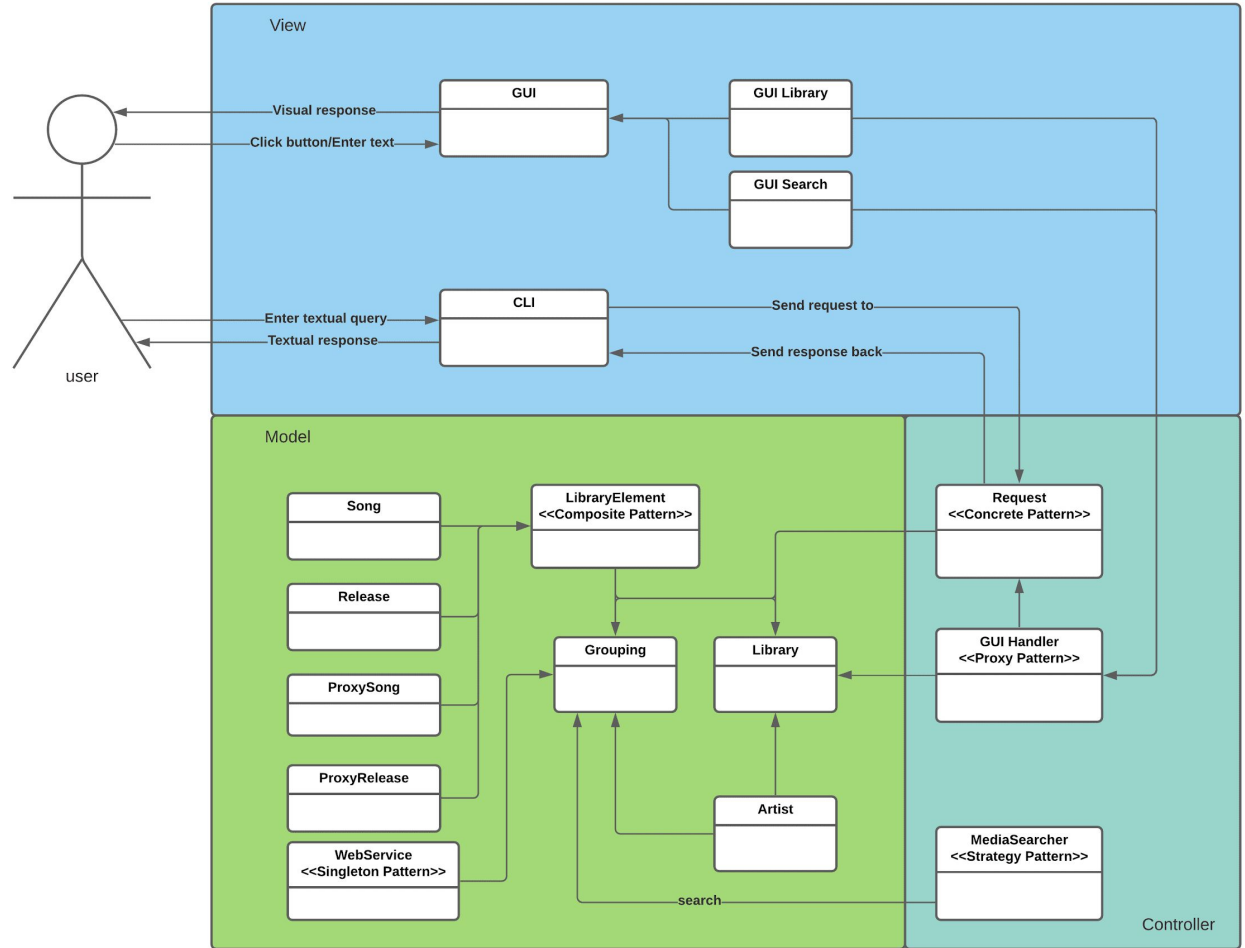 View
GUI
GUI Library
Visual response
Click button/Enter text
GUI Search
CLI
Send request to
Enter textual query
Textual response
Send response back
user
Model
Song
LibraryElement
<<Composite Pattern>>
Request
<<Concrete Pattern>>
Release
Grouping
Library
GUI Handler
<<Proxy Pattern>>
ProxySong
ProxyRelease
Artist
WebService
<<Singleton Pattern>>
MediaSearcher
<<Strategy Pattern>>
search
Controller